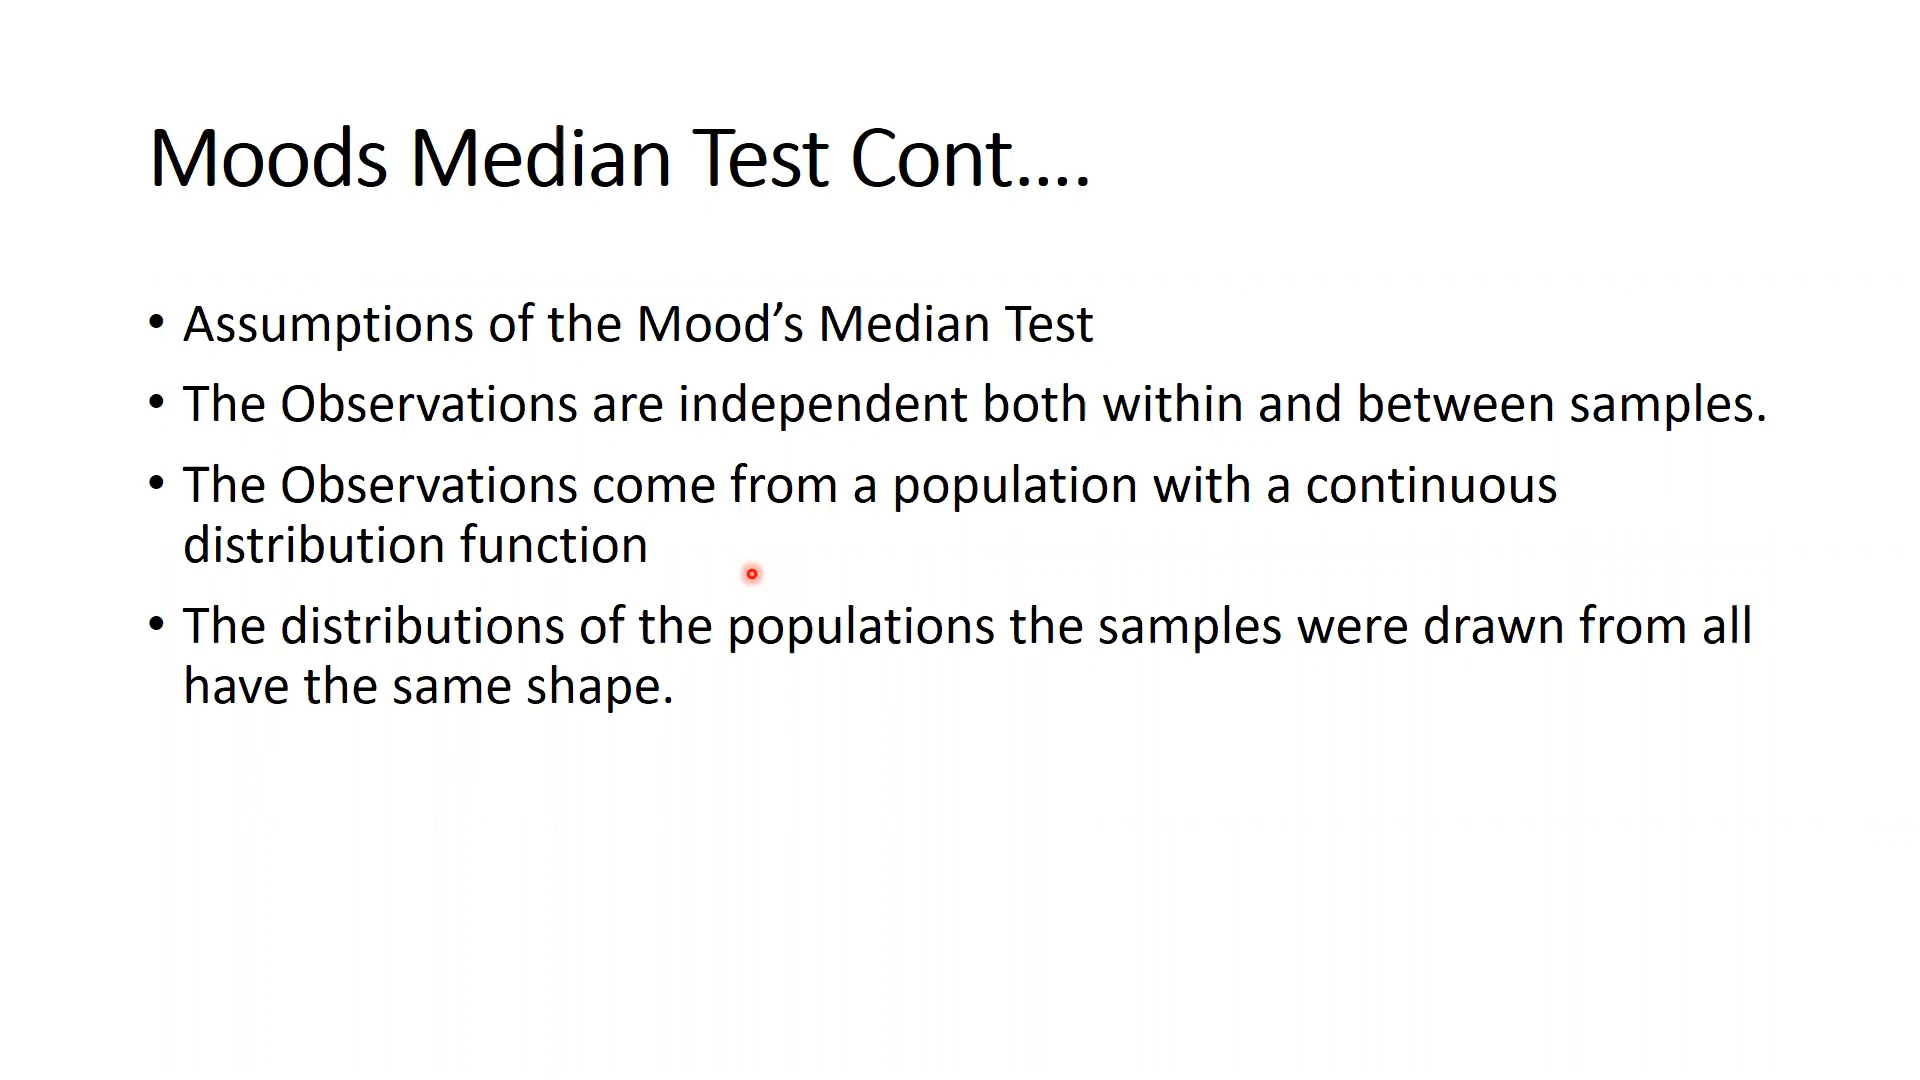 Moods Median Test Cont….
• Assumptions of the Mood’s Median Test
• The Observations are independent both within and between samples.
• The Observations come from a population with a continuous
distribution function
• The distributions of the populations the samples were drawn from all
have the same shape.